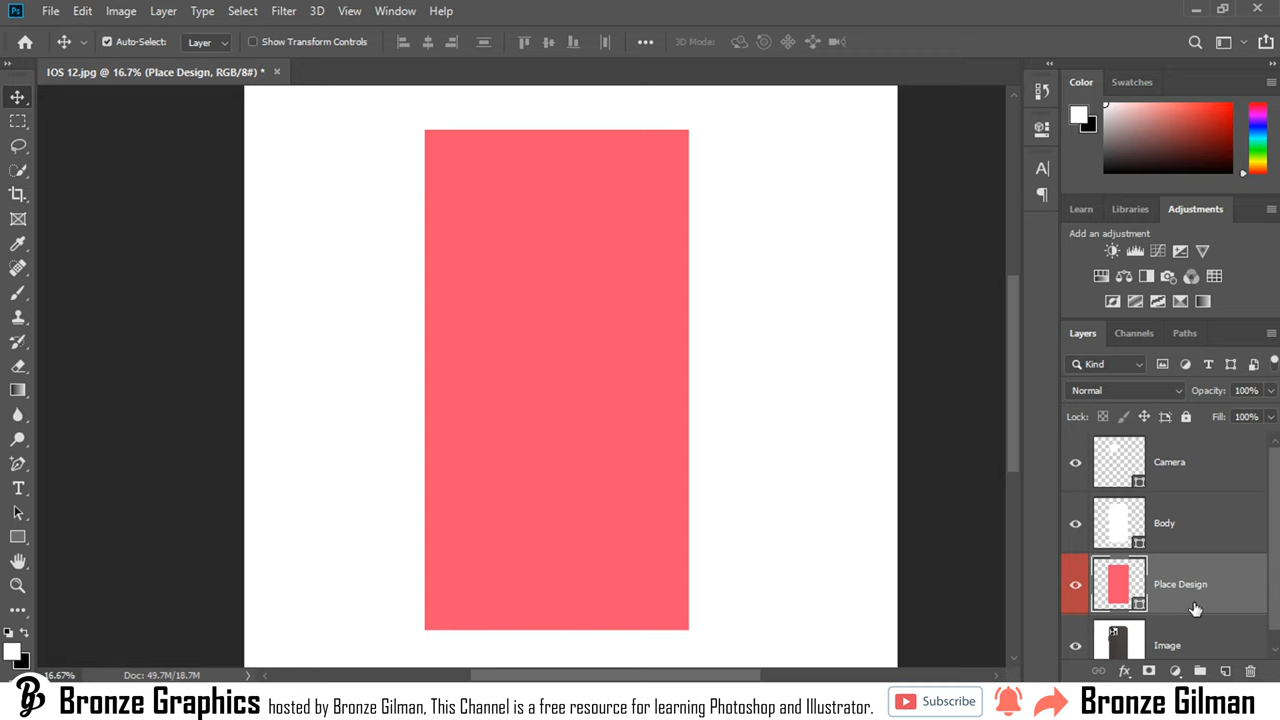 Ps File Edit Image Layer Type Select Filter 3D View Window Help
Auto-Select: Layer Show Transform Controls 3D Mode:
IOS 12.jpg @ 16.7% (Place Design, RGB/8#) * ×
Color Swatches
Learn Libraries Adjustments
Add an adjustment
Layers Channels Paths
Kind
Normal Opacity: 100%
Lock: Fill: 100%
Camera
Body
Place Design
Image
16.67% Doc: 49.7M/18.7M
Bronze Graphics hosted by Bronze Gilman, This Channel is a free resource for learning Photoshop and Illustrator. Subscribe Bronze Gilman